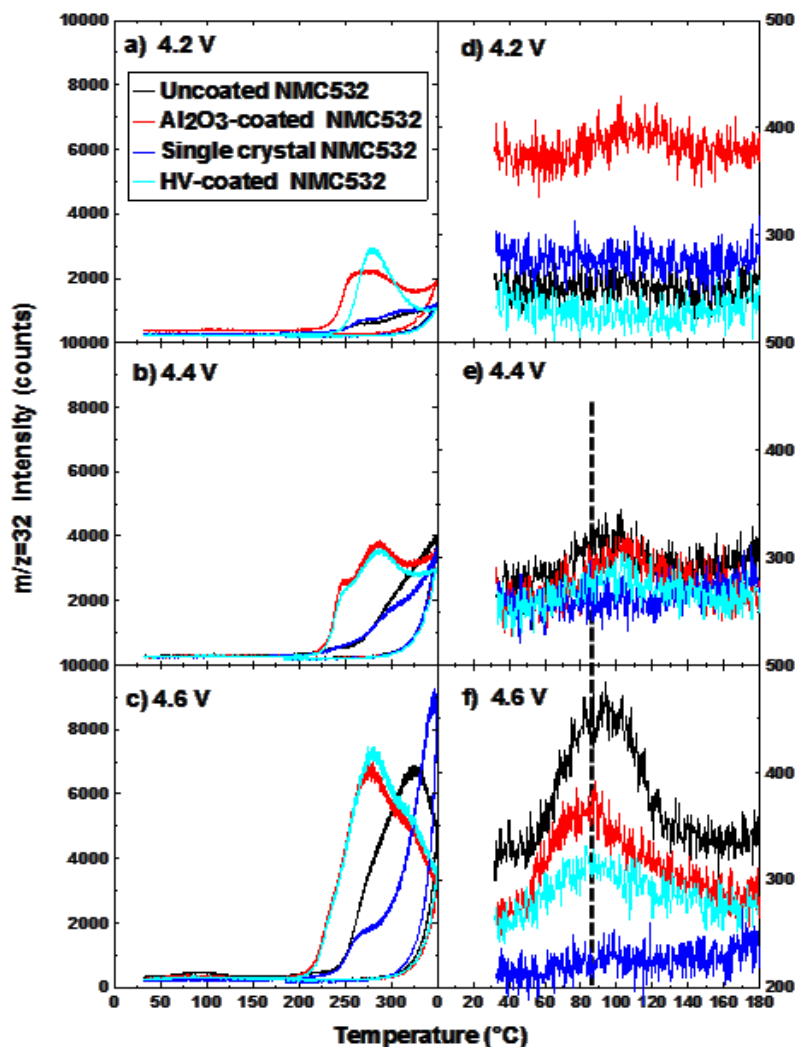 10000
a) 4.2 V
Uncoated NMC532
Al2O3-coated NMC532
Single crystal NMC532
HV-coated NMC532
8000
6000
4000
2000
d) 4.2 V
500
400
300
m/z=32 Intensity (counts)
10000
b) 4.4 V
8000
6000
4000
2000
e) 4.4 V
500
400
300
10000
c) 4.6 V
8000
6000
4000
2000
0
f) 4.6 V
500
400
300
200
0 50 100 150 200 250 300 0 20 40 60 80 100 120 140 160 180
Temperature (°C)